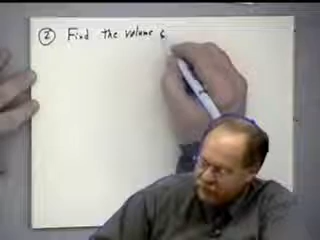 ② Find the volume